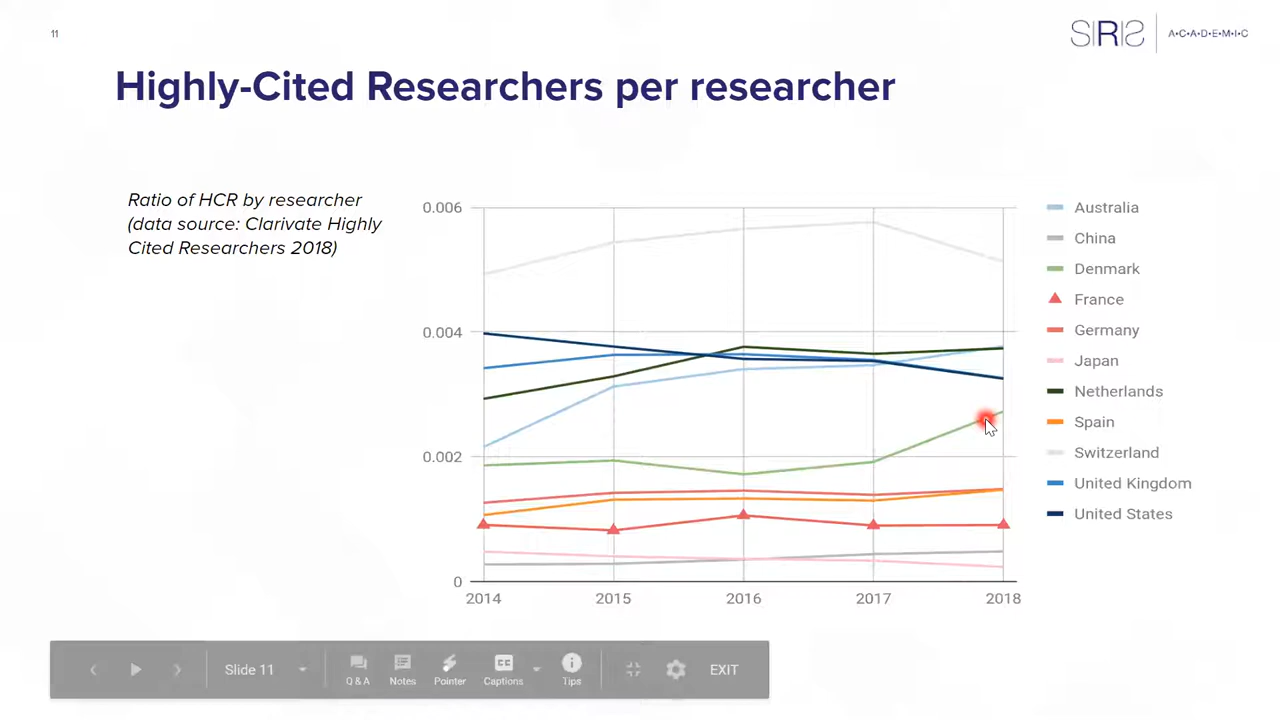 11
SIRIS
A•C•A•D•E•M•I•C
Highly-Cited Researchers per researcher
Ratio of HCR by researcher
(data source: Clarivate Highly
Cited Researchers 2018)
0.006
0.004
0.002
0
2014
2015
2016
2017
2018
Australia
China
Denmark
France
Germany
Japan
Netherlands
Spain
Switzerland
United Kingdom
United States
Slide 11
Q & A
Notes
Pointer
CC
Captions
Tips
EXIT